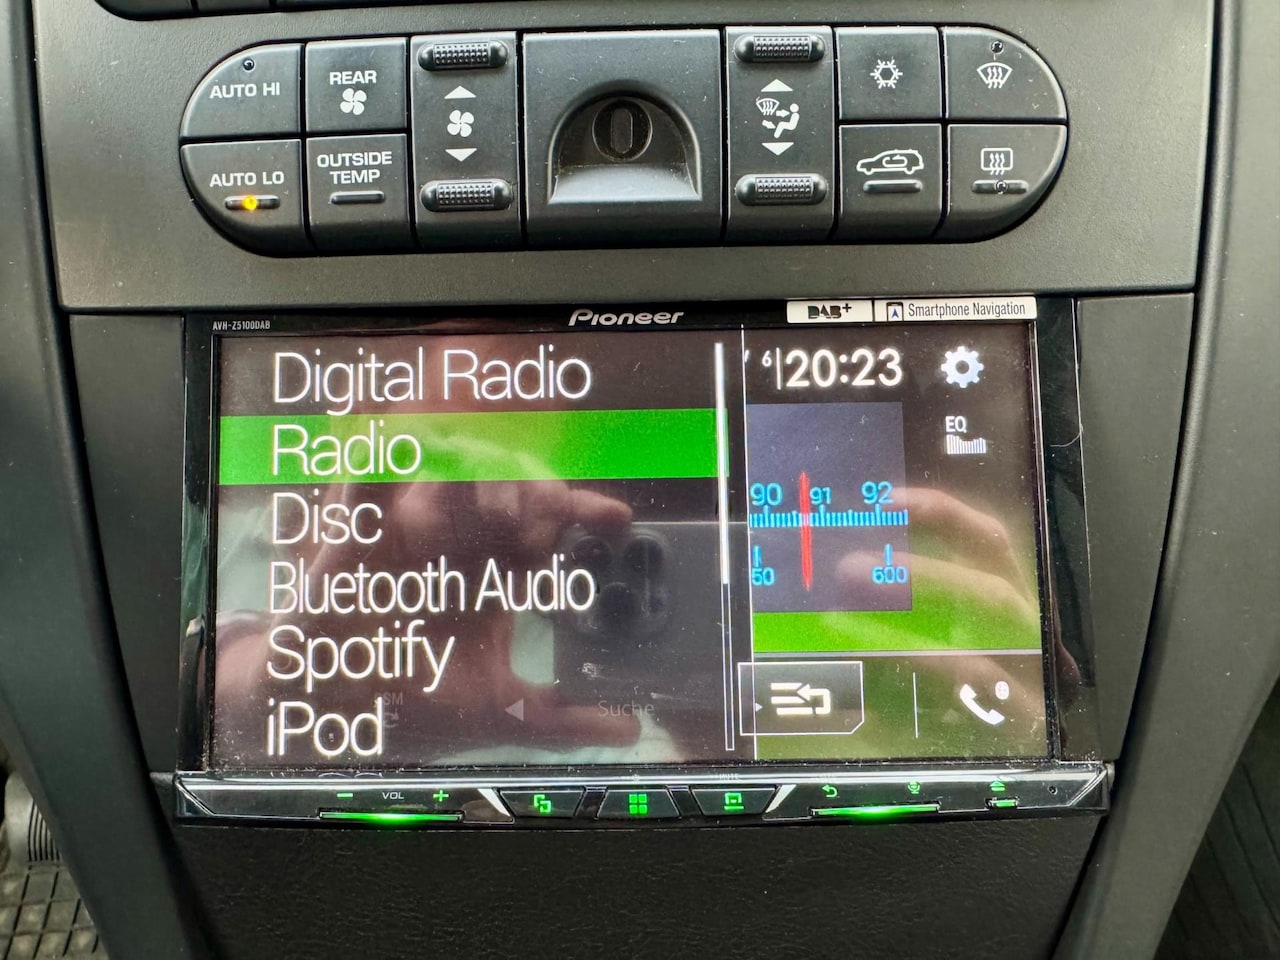 AUTO HI
REAR
AUTO LO
OUTSIDE
TEMP
0
AVH-Z5100DAB
Pioneer
DAB+
Smartphone Navigation
Digital Radio
Radio
Disc
Bluetooth Audio
Spotify
iPod
20:23
EQ
90 91 92
50 600
Suche
VOL